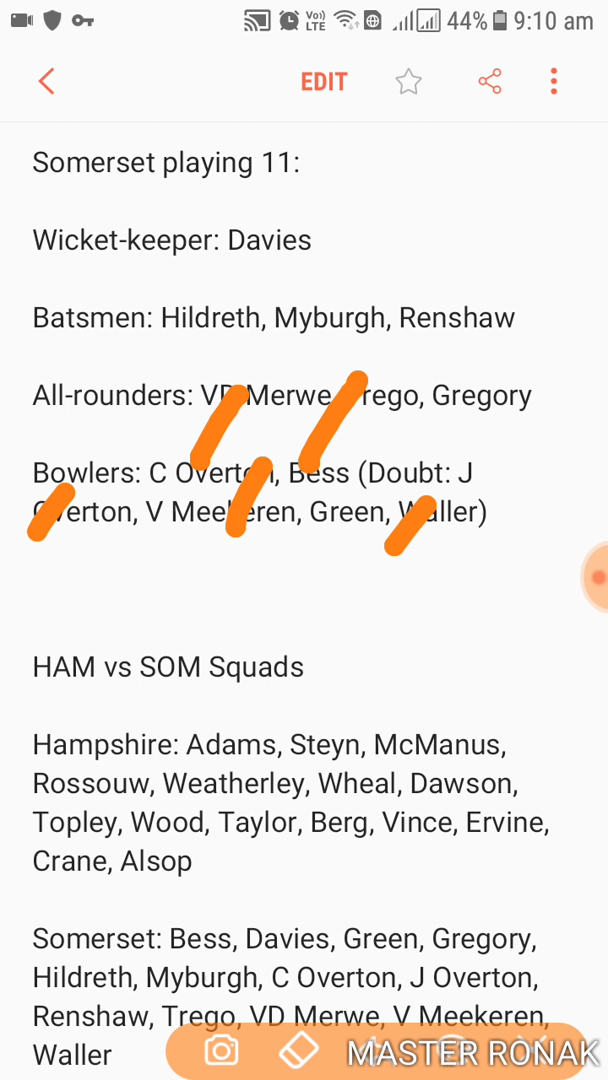 Vo)) LTE 44% 9:10 am
EDIT
Somerset playing 11:
Wicket-keeper: Davies
Batsmen: Hildreth, Myburgh, Renshaw
All-rounders: VD Merwe, Trego, Gregory
Bowlers: C Overton, Bess (Doubt: J
Overton, V Meekeren, Green, Waller)
HAM vs SOM Squads
Hampshire: Adams, Steyn, McManus,
Rossouw, Weatherley, Wheal, Dawson,
Topley, Wood, Taylor, Berg, Vince, Ervine,
Crane, Alsop
Somerset: Bess, Davies, Green, Gregory,
Hildreth, Myburgh, C Overton, J Overton,
Renshaw, Trego, VD Merwe, V Meekeren,
Waller
MASTER RONAK